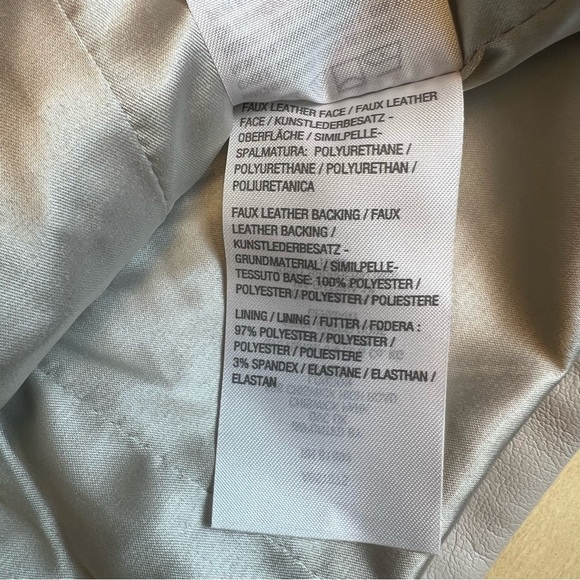 FAUX LEATHER FACE / FAUX LEATHER
FACE / KUNSTLEDERBESATZ -
OBERFLÄCHE / SIMILPELLE-
SPALMATURA: POLYURETHANE /
POLYURETHANE / POLYURETHAN /
POLIURETANICA
FAUX LEATHER BACKING / FAUX
LEATHER BACKING /
KUNSTLEDERBESATZ -
GRUNDMATERIAL / SIMILPELLE-
TESSUTO BASE: 100% POLYESTER /
POLYESTER / POLYESTER / POLIESTERE
LINING / LINING / FUTTER / FODERA :
97% POLYESTER / POLYESTER /
POLYESTER / POLIESTERE
3% SPANDEX / ELASTANE / ELASTHAN /
ELASTAN